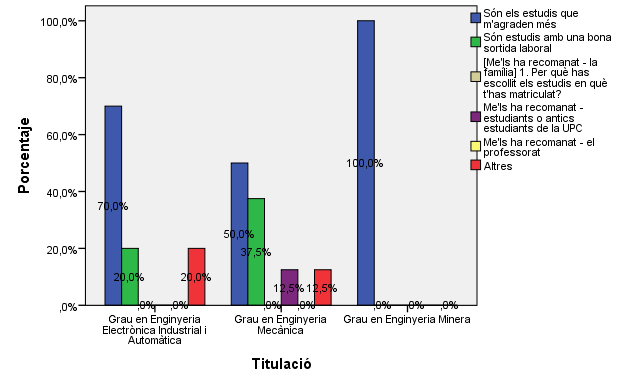 100,0%
80,0%
60,0%
40,0%
20,0%
,0%
Porcentaje
70,0%
20,0%
,0%
,0%
20,0%
50,0%
37,5%
,0%
12,5%
,0%
12,5%
100,0%
,0%
,0%
,0%
Grau en Enginyeria
Electrònica Industrial i
Automàtica
Grau en Enginyeria
Mecànica
Grau en Enginyeria Minera
Titulació
Són els estudis que
m'agraden més
Són estudis amb una bona
sortida laboral
[Me'ls ha recomanat - la
família] 1. Per què has
escollit els estudis en què
t'has matriculat?
Me'ls ha recomanat -
estudiants o antics
estudiants de la UPC
Me'ls ha recomanat - el
professorat
Altres